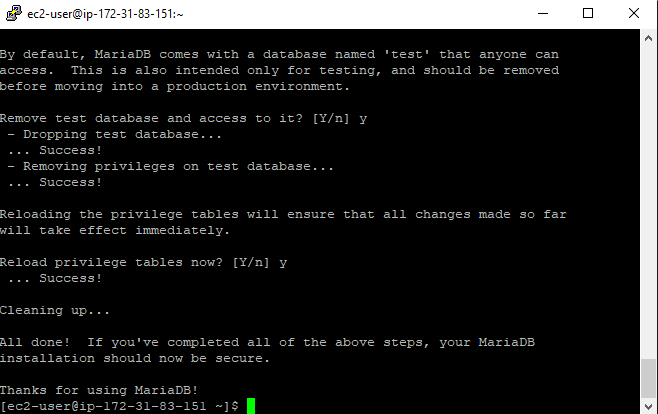 ec2-user@ip-172-31-83-151:~
By default, MariaDB comes with a database named 'test' that anyone can
access.  This is also intended only for testing, and should be removed
before moving into a production environment.
Remove test database and access to it? [Y/n] y
 - Dropping test database...
 ... Success!
 - Removing privileges on test database...
 ... Success!
Reloading the privilege tables will ensure that all changes made so far
will take effect immediately.
Reload privilege tables now? [Y/n] y
 ... Success!
Cleaning up...
All done!  If you've completed all of the above steps, your MariaDB
installation should now be secure.
Thanks for using MariaDB!
[ec2-user@ip-172-31-83-151 ~]$